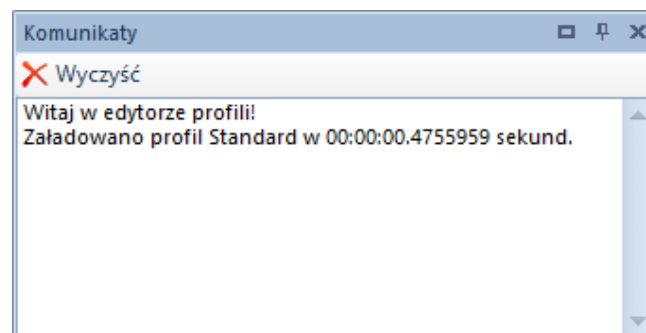 Komunikaty
Wyczyść
Witaj w edytorze profili!
Załadowano profil Standard w 00:00:00.4755959 sekund.